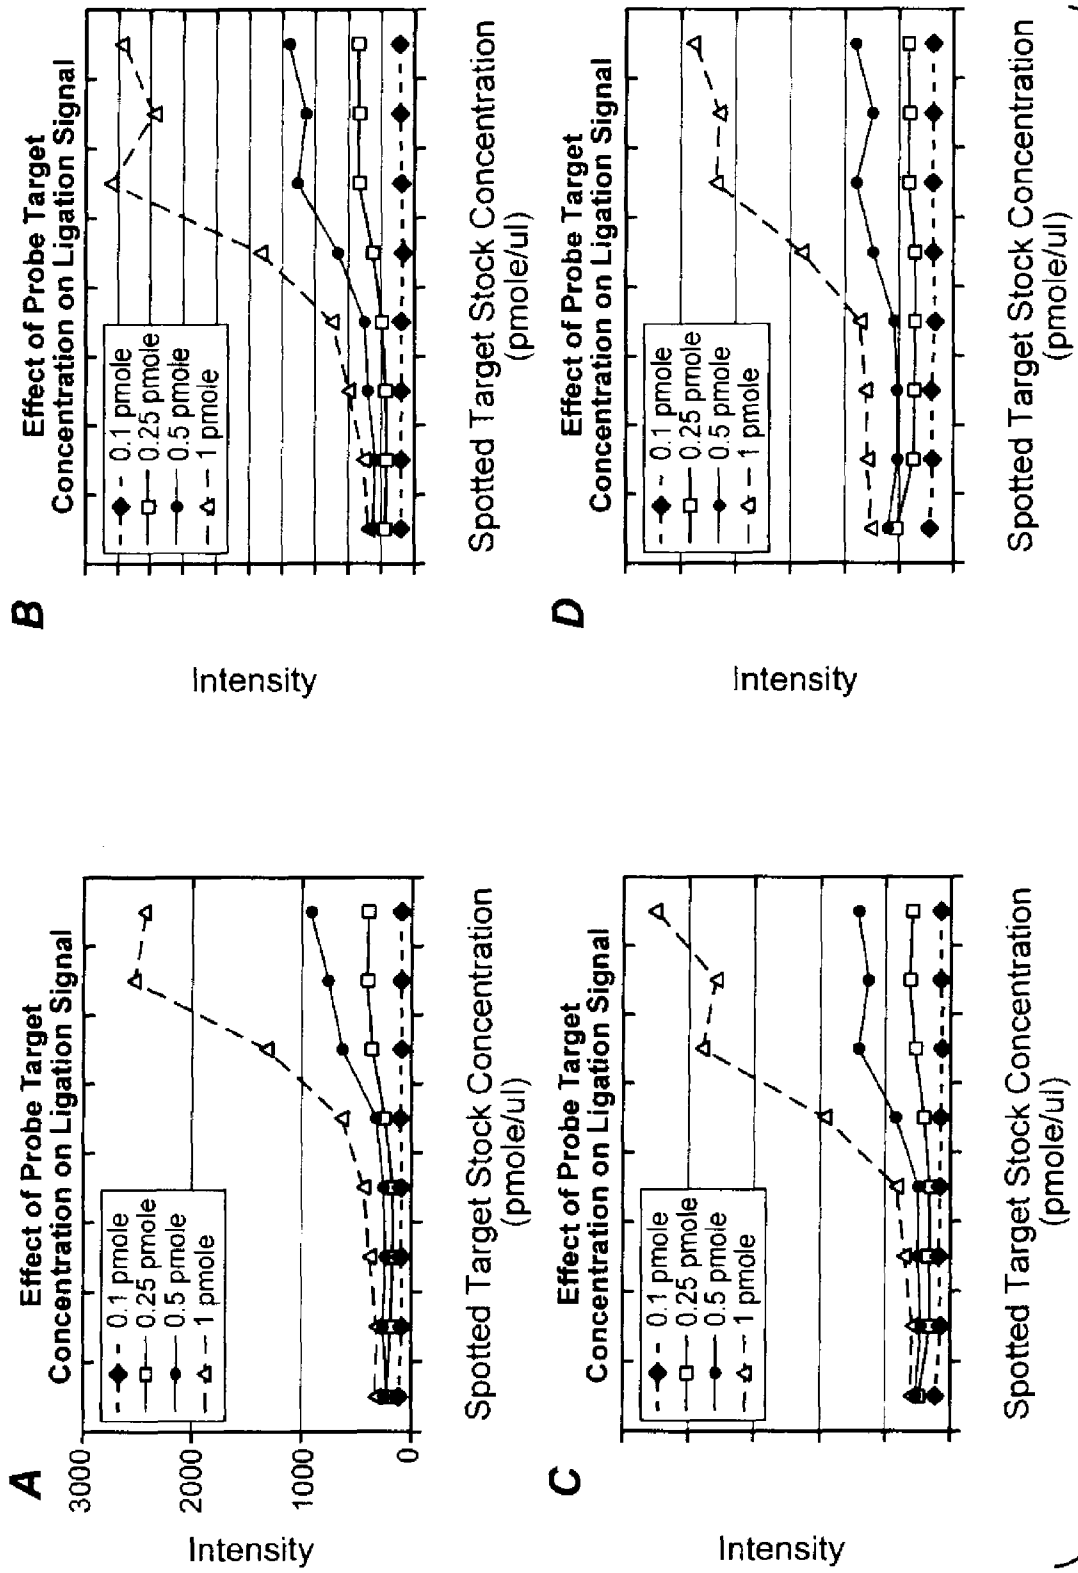 A
Effect of Probe Target
Concentration on Ligation Signal
0.1 pmole
0.25 pmole
0.5 pmole
1 pmole
3000
2000
1000
0
Intensity
Spotted Target Stock Concentration
(pmole/ul)
B
Effect of Probe Target
Concentration on Ligation Signal
0.1 pmole
0.25 pmole
0.5 pmole
1 pmole
Intensity
Spotted Target Stock Concentration
(pmole/ul)
C
Effect of Probe Target
Concentration on Ligation Signal
0.1 pmole
0.25 pmole
0.5 pmole
1 pmole
Intensity
Spotted Target Stock Concentration
(pmole/ul)
D
Effect of Probe Target
Concentration on Ligation Signal
0.1 pmole
0.25 pmole
0.5 pmole
1 pmole
Intensity
Spotted Target Stock Concentration
(pmole/ul)